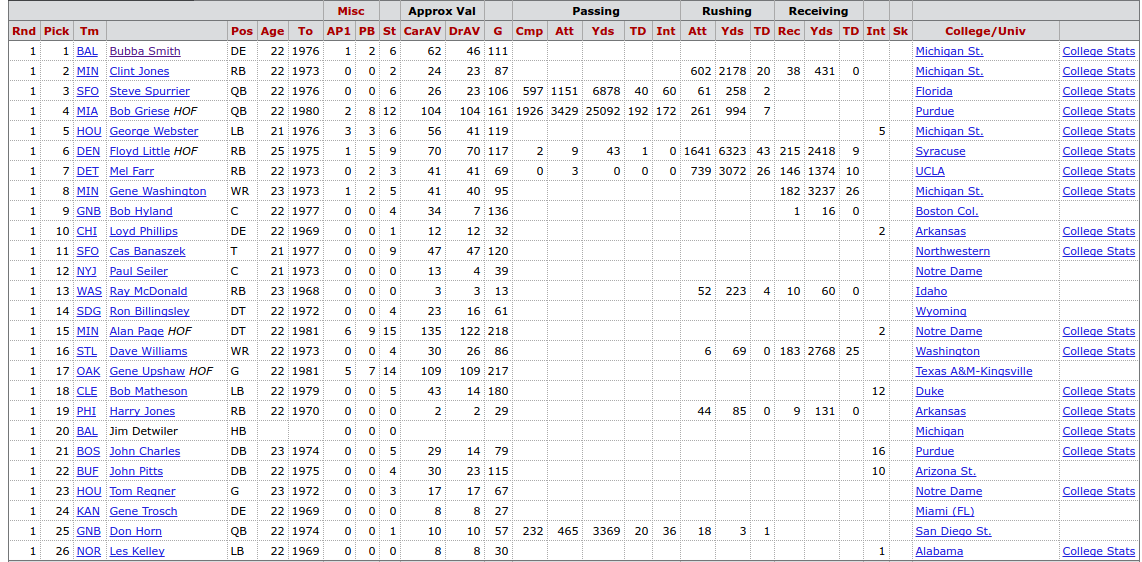 Misc Approx Val Passing Rushing Receiving
Rnd Pick Tm Pos Age To AP1 PB St CarAV DrAV G Cmp Att Yds TD Int Att Yds TD Rec Yds TD Int Sk College/Univ
1 1 BAL Bubba Smith DE 22 1976 1 2 6 62 46 111 Michigan St. College Stats
1 2 MIN Clint Jones RB 22 1973 0 0 2 24 23 87 602 2178 20 38 431 0 Michigan St. College Stats
1 3 SFO Steve Spurrier QB 22 1976 0 0 6 26 23 106 597 1151 6878 40 60 61 258 2 Florida College Stats
1 4 MIA Bob Griese HOF QB 22 1980 2 8 12 104 104 161 1926 3429 25092 192 172 261 994 7 Purdue College Stats
1 5 HOU George Webster LB 21 1976 3 3 6 56 41 119 5 Michigan St. College Stats
1 6 DEN Floyd Little HOF RB 25 1975 1 5 9 70 70 117 2 9 43 1 0 1641 6323 43 215 2418 9 Syracuse College Stats
1 7 DET Mel Farr RB 22 1973 0 2 3 41 41 69 0 3 0 0 0 739 3072 26 146 1374 10 UCLA College Stats
1 8 MIN Gene Washington WR 23 1973 1 2 5 41 40 95 182 3237 26 Michigan St. College Stats
1 9 GNB Bob Hyland C 22 1977 0 0 4 34 7 136 1 16 0 Boston Col.
1 10 CHI Loyd Phillips DE 22 1969 0 0 1 12 12 32 2 Arkansas College Stats
1 11 SFO Cas Banaszek T 21 1977 0 0 9 47 47 120 Northwestern College Stats
1 12 NYJ Paul Seiler C 21 1973 0 0 0 13 4 39 Notre Dame
1 13 WAS Ray McDonald RB 23 1968 0 0 0 3 3 13 52 223 4 10 60 0 Idaho College Stats
1 14 SDG Ron Billingsley DT 22 1972 0 0 4 23 16 61 Wyoming
1 15 MIN Alan Page HOF DT 22 1981 6 9 15 135 122 218 2 Notre Dame College Stats
1 16 STL Dave Williams WR 22 1973 0 0 4 30 26 86 6 69 0 183 2768 25 Washington College Stats
1 17 OAK Gene Upshaw HOF G 22 1981 5 7 14 109 109 217 Texas A&M-Kingsville
1 18 CLE Bob Matheson LB 22 1979 0 0 5 43 14 180 12 Duke College Stats
1 19 PHI Harry Jones RB 22 1970 0 0 0 2 2 29 44 85 0 9 131 0 Arkansas College Stats
1 20 BAL Jim Detwiler HB 0 0 0 Michigan College Stats
1 21 BOS John Charles DB 23 1974 0 0 5 29 14 79 16 Purdue College Stats
1 22 BUF John Pitts DB 22 1975 0 0 4 30 23 115 10 Arizona St.
1 23 HOU Tom Regner G 23 1972 0 0 3 17 17 67 Notre Dame College Stats
1 24 KAN Gene Trosch DE 22 1969 0 0 0 8 8 27 Miami (FL)
1 25 GNB Don Horn QB 22 1974 0 0 1 10 10 57 232 465 3369 20 36 18 3 1 San Diego St.
1 26 NOR Les Kelley LB 22 1969 0 0 0 8 8 30 1 Alabama College Stats